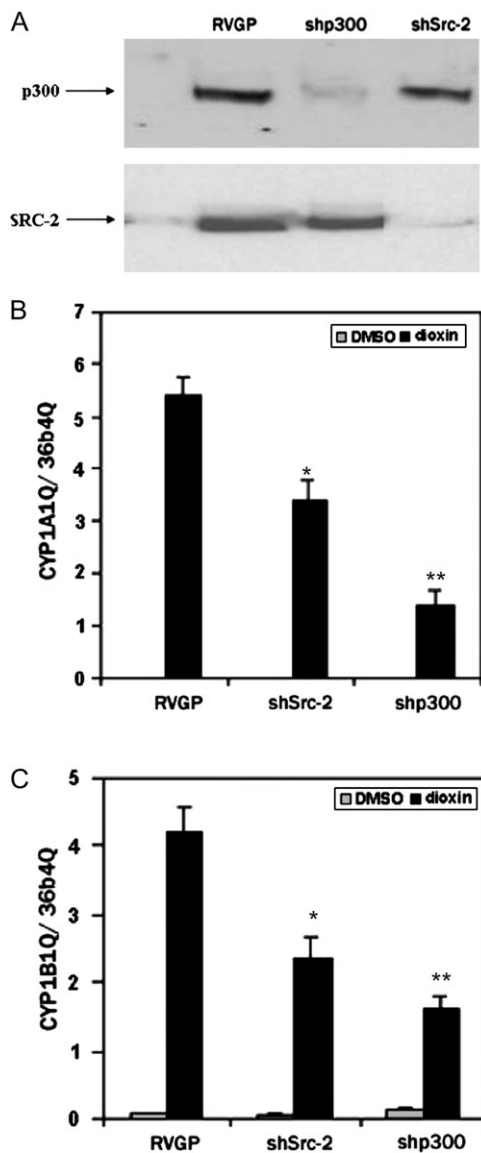 A
RVGP shp300 shSrc-2
p300
SRC-2
B
7
6
5
4
3
2
1
0
CYP1A1Q/ 36b4Q
DMSO dioxin
*
**
RVGP shSrc-2 shp300
C
5
4
3
2
1
0
CYP1B1Q/ 36b4Q
DMSO dioxin
*
**
RVGP shSrc-2 shp300